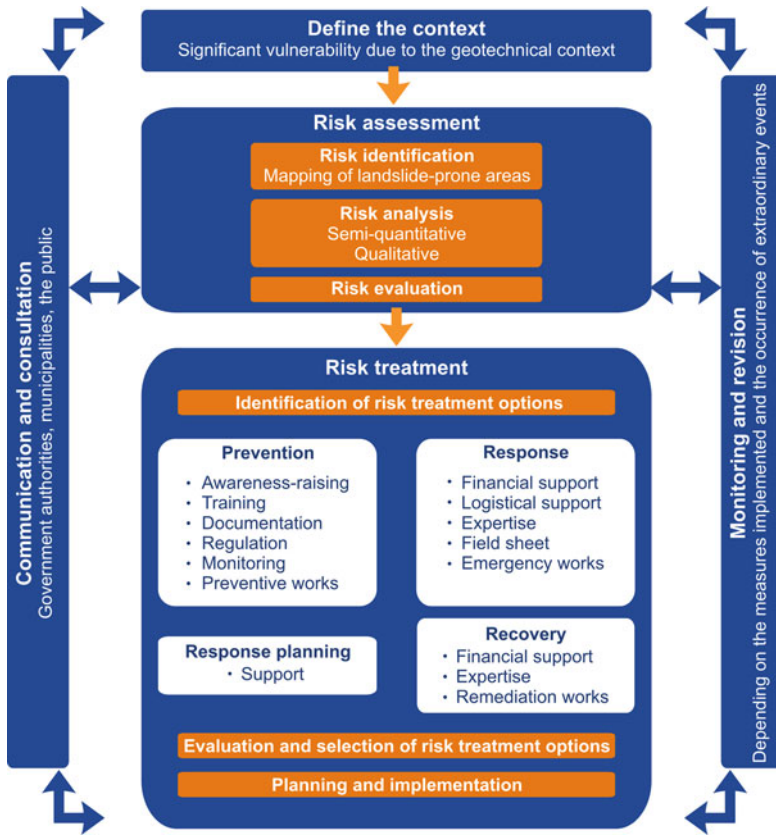 Define the context
Significant vulnerability due to the geotechnical context
Communication and consultation
Government authorities, municipalities, the public
Risk assessment
Risk identification
Mapping of landslide-prone areas
Risk analysis
Semi-quantitative
Qualitative
Risk evaluation
Risk treatment
Identification of risk treatment options
Prevention
• Awareness-raising
• Training
• Documentation
• Regulation
• Monitoring
• Preventive works
Response
• Financial support
• Logistical support
• Expertise
• Field sheet
• Emergency works
Response planning
• Support
Recovery
• Financial support
• Expertise
• Remediation works
Evaluation and selection of risk treatment options
Planning and implementation
Monitoring and revision
Depending on the measures implemented and the occurrence of extraordinary events